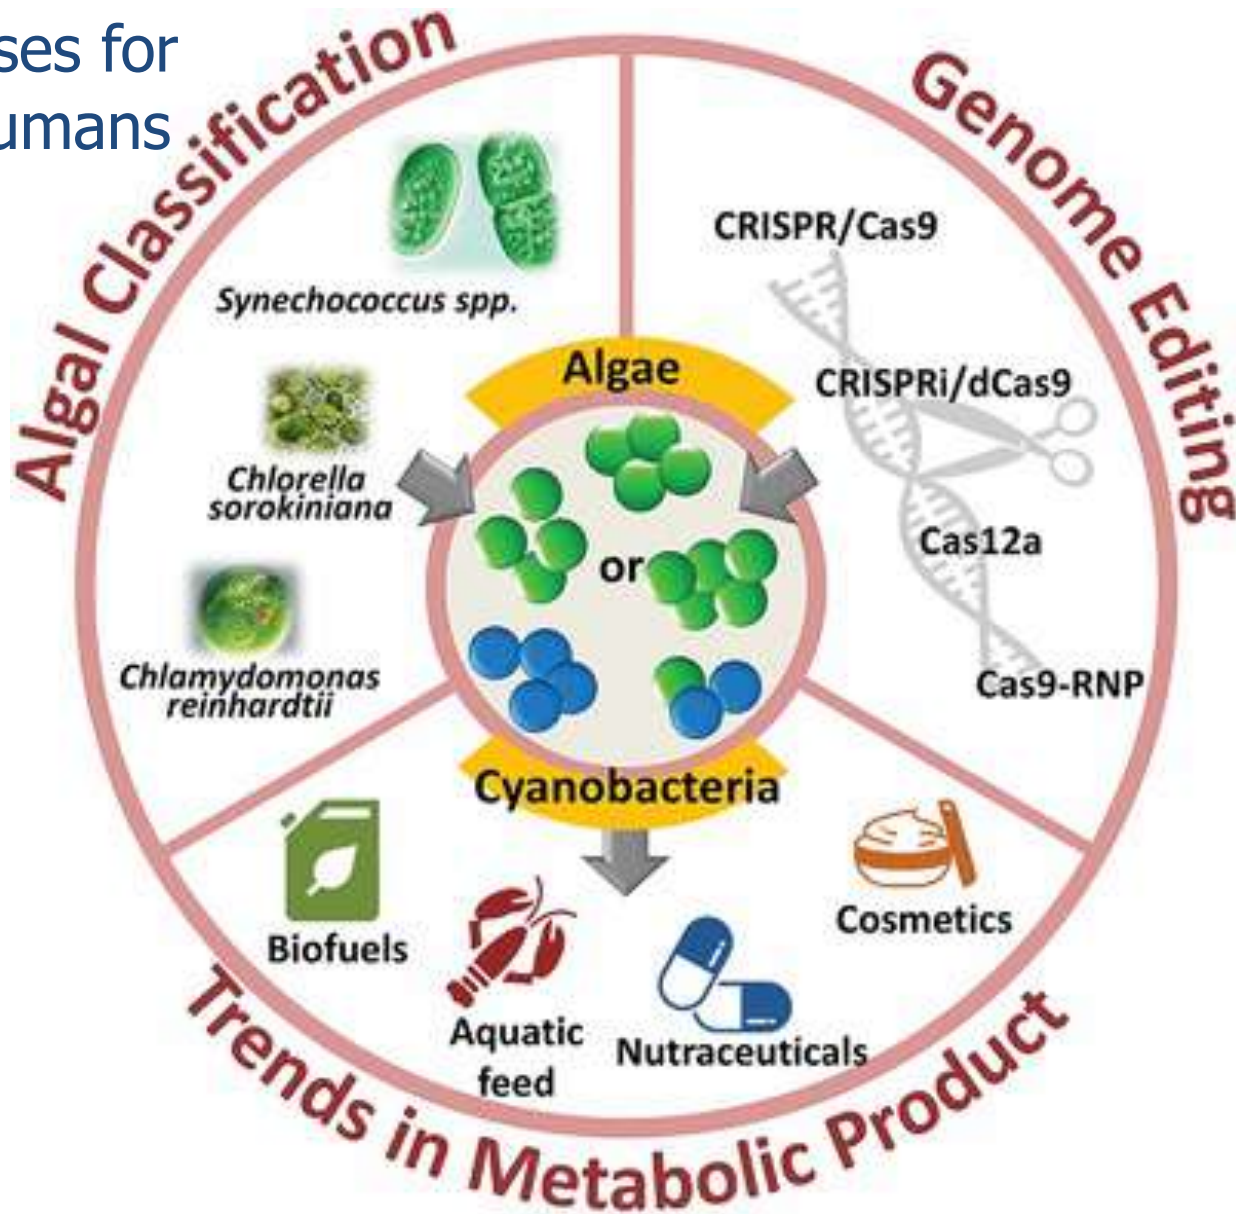 ses for
umans
Algal Classification
Genome Editing
Synechococcus spp.
Chlorella
sorokiniana
Chlamydomonas
reinhardtii
CRISPR/Cas9
CRISPRi/dCas9
Cas12a
Cas9-RNP
Algae
or
Cyanobacteria
Biofuels
Aquatic
feed
Nutraceuticals
Cosmetics
Trends in Metabolic Product